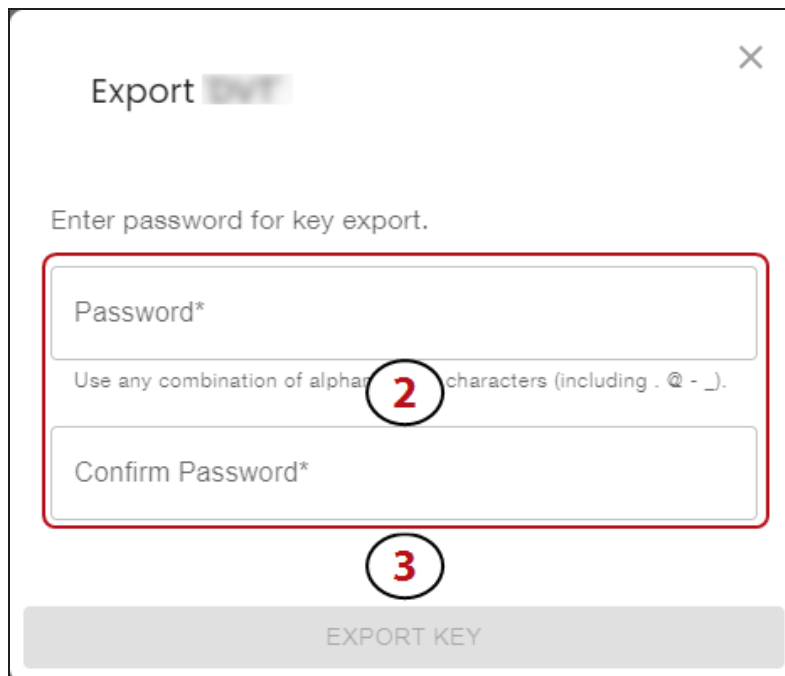 Export
Enter password for key export.
Password*
Use any combination of characters (including . @ - _).
2
Confirm Password*
3
EXPORT KEY